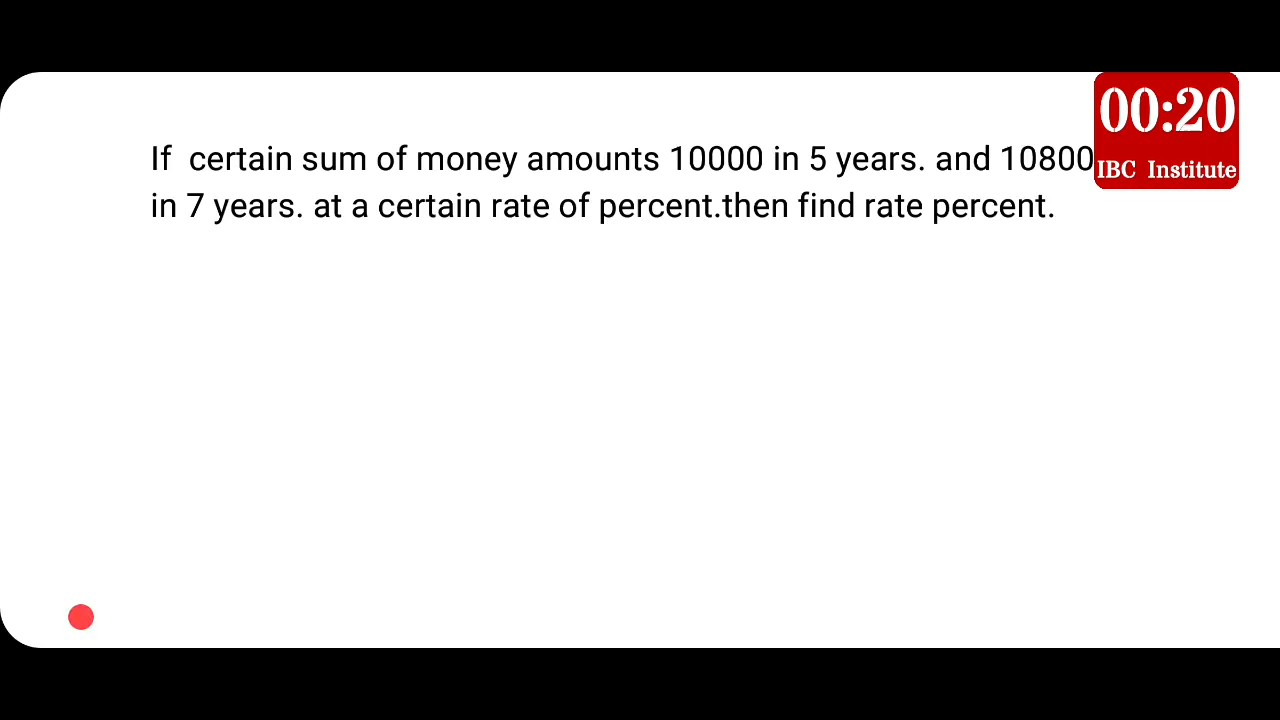 00:20
IBC Institute
If certain sum of money amounts 10000 in 5 years. and 10800
in 7 years. at a certain rate of percent.then find rate percent.